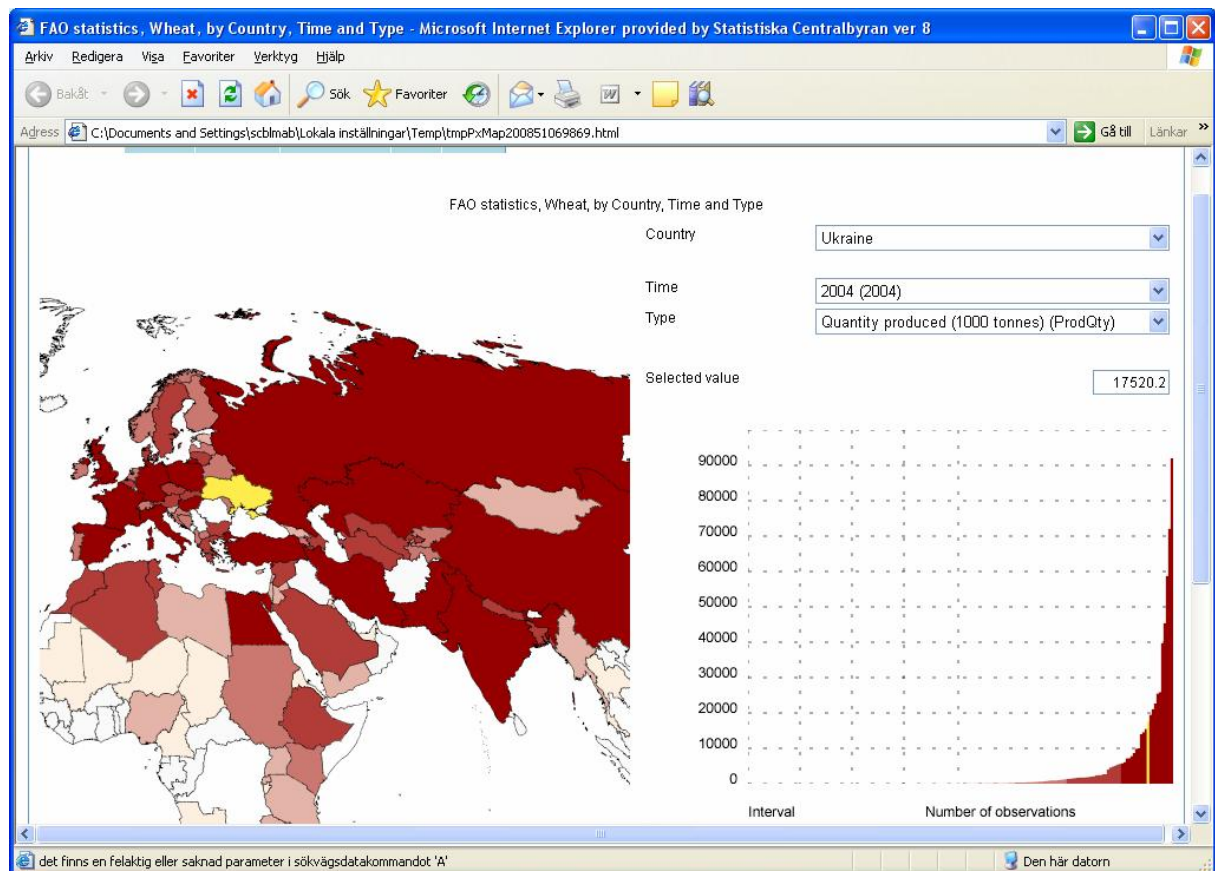 FAO statistics, Wheat, by Country, Time and Type - Microsoft Internet Explorer provided by Statistiska Centralbyran ver 8
Arkiv Redigera Visa Favoriter Verktyg Hjälp
Bakåt Sök Favoriter
Adress C:\Documents and Settings\scblmab\Lokala inställningar\Temp\tmpPxMap200851069869.html Gå till Länkar »
FAO statistics, Wheat, by Country, Time and Type
Country Ukraine
Time 2004 (2004)
Type Quantity produced (1000 tonnes) (ProdQty)
Selected value 17520.2
90000
80000
70000
60000
50000
40000
30000
20000
10000
0
Interval Number of observations
det finns en felaktig eller saknad parameter i sökvägsdatakommandot 'A' Den här datorn